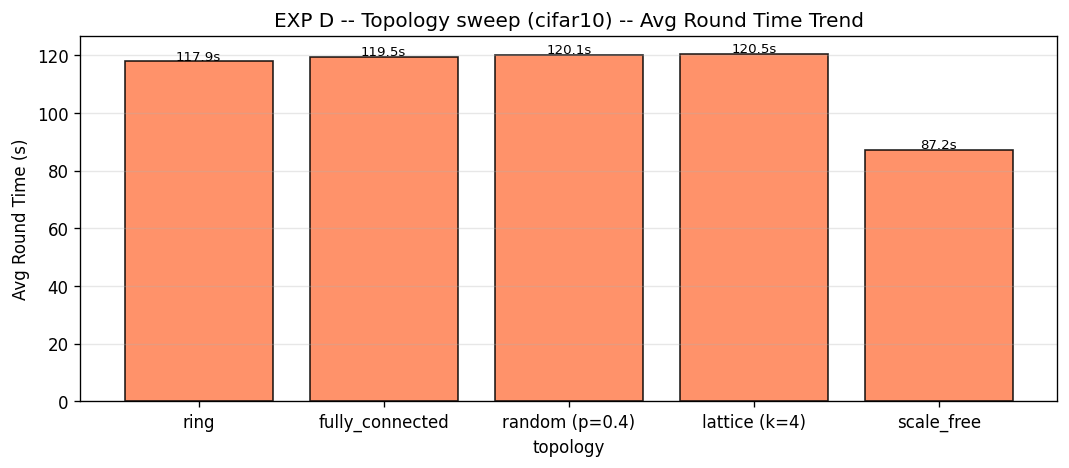 EXP D -- Topology sweep (cifar10) -- Avg Round Time Trend
Avg Round Time (s)
120
100
80
60
40
20
0
117.9s
119.5s
120.1s
120.5s
87.2s
ring
fully_connected
random (p=0.4)
lattice (k=4)
scale_free
topology